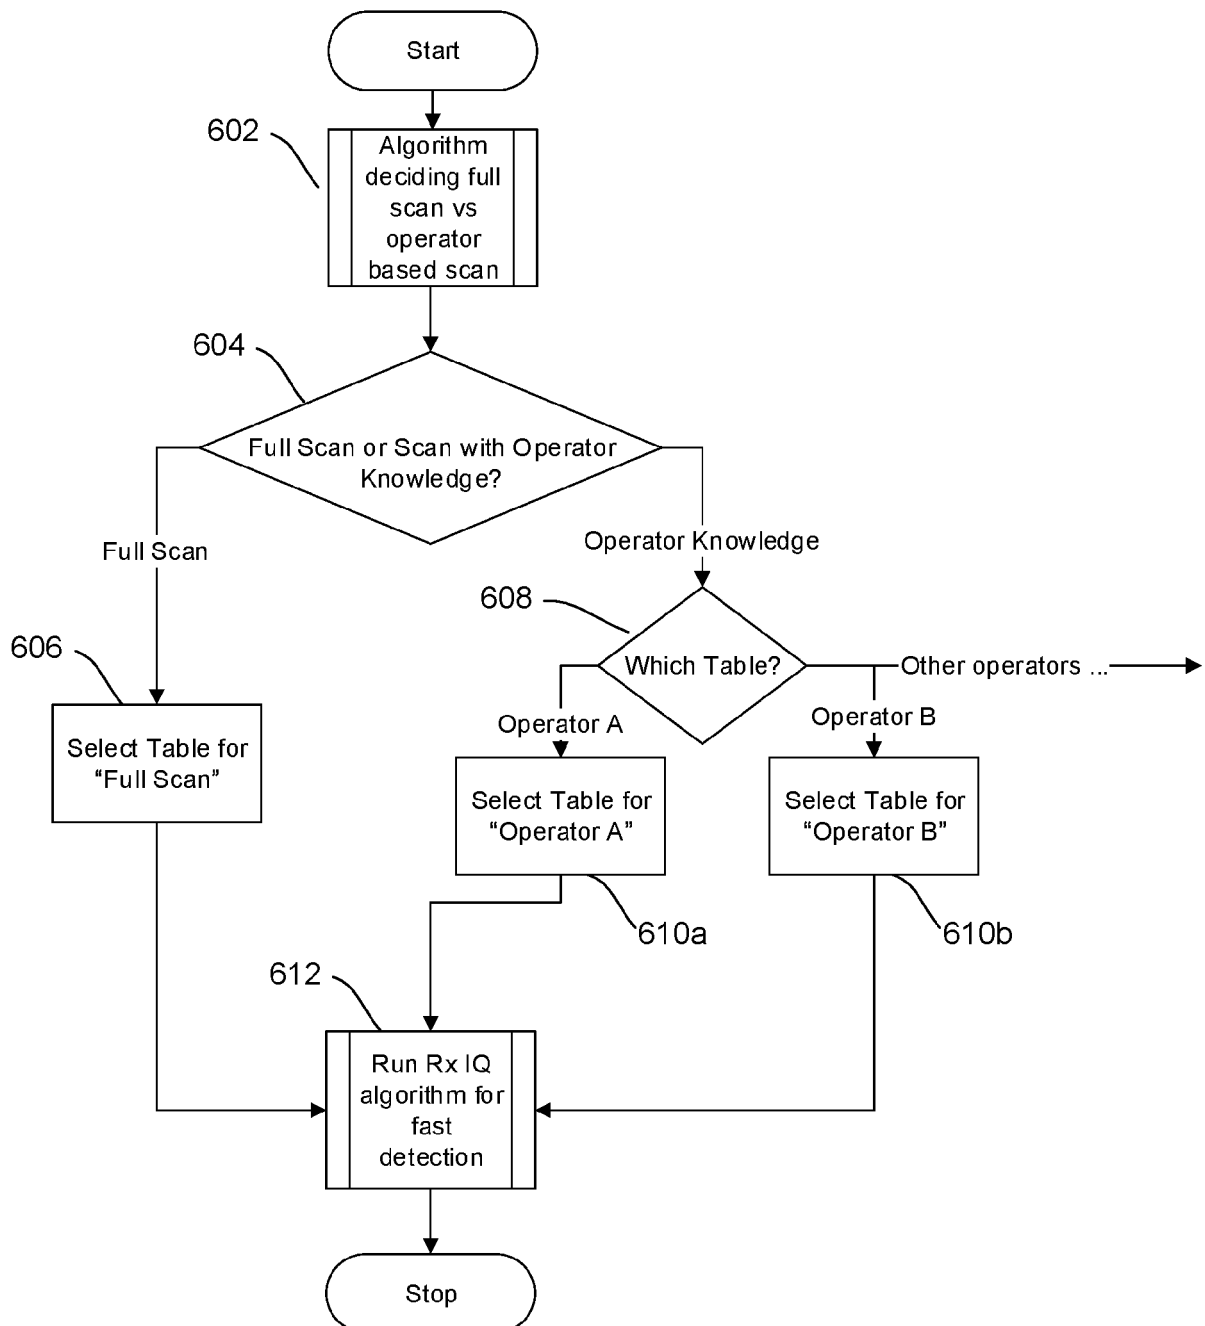 Start
602
Algorithm
deciding full
scan vs
operator
based scan
604
Full Scan or Scan with Operator
Knowledge?
Full Scan
Operator Knowledge
608
606
Which Table?
Other operators ...
Operator A
Operator B
Select Table for
“Full Scan”
Select Table for
“Operator A”
Select Table for
“Operator B”
610a
610b
612
Run Rx IQ
algorithm for
fast
detection
Stop